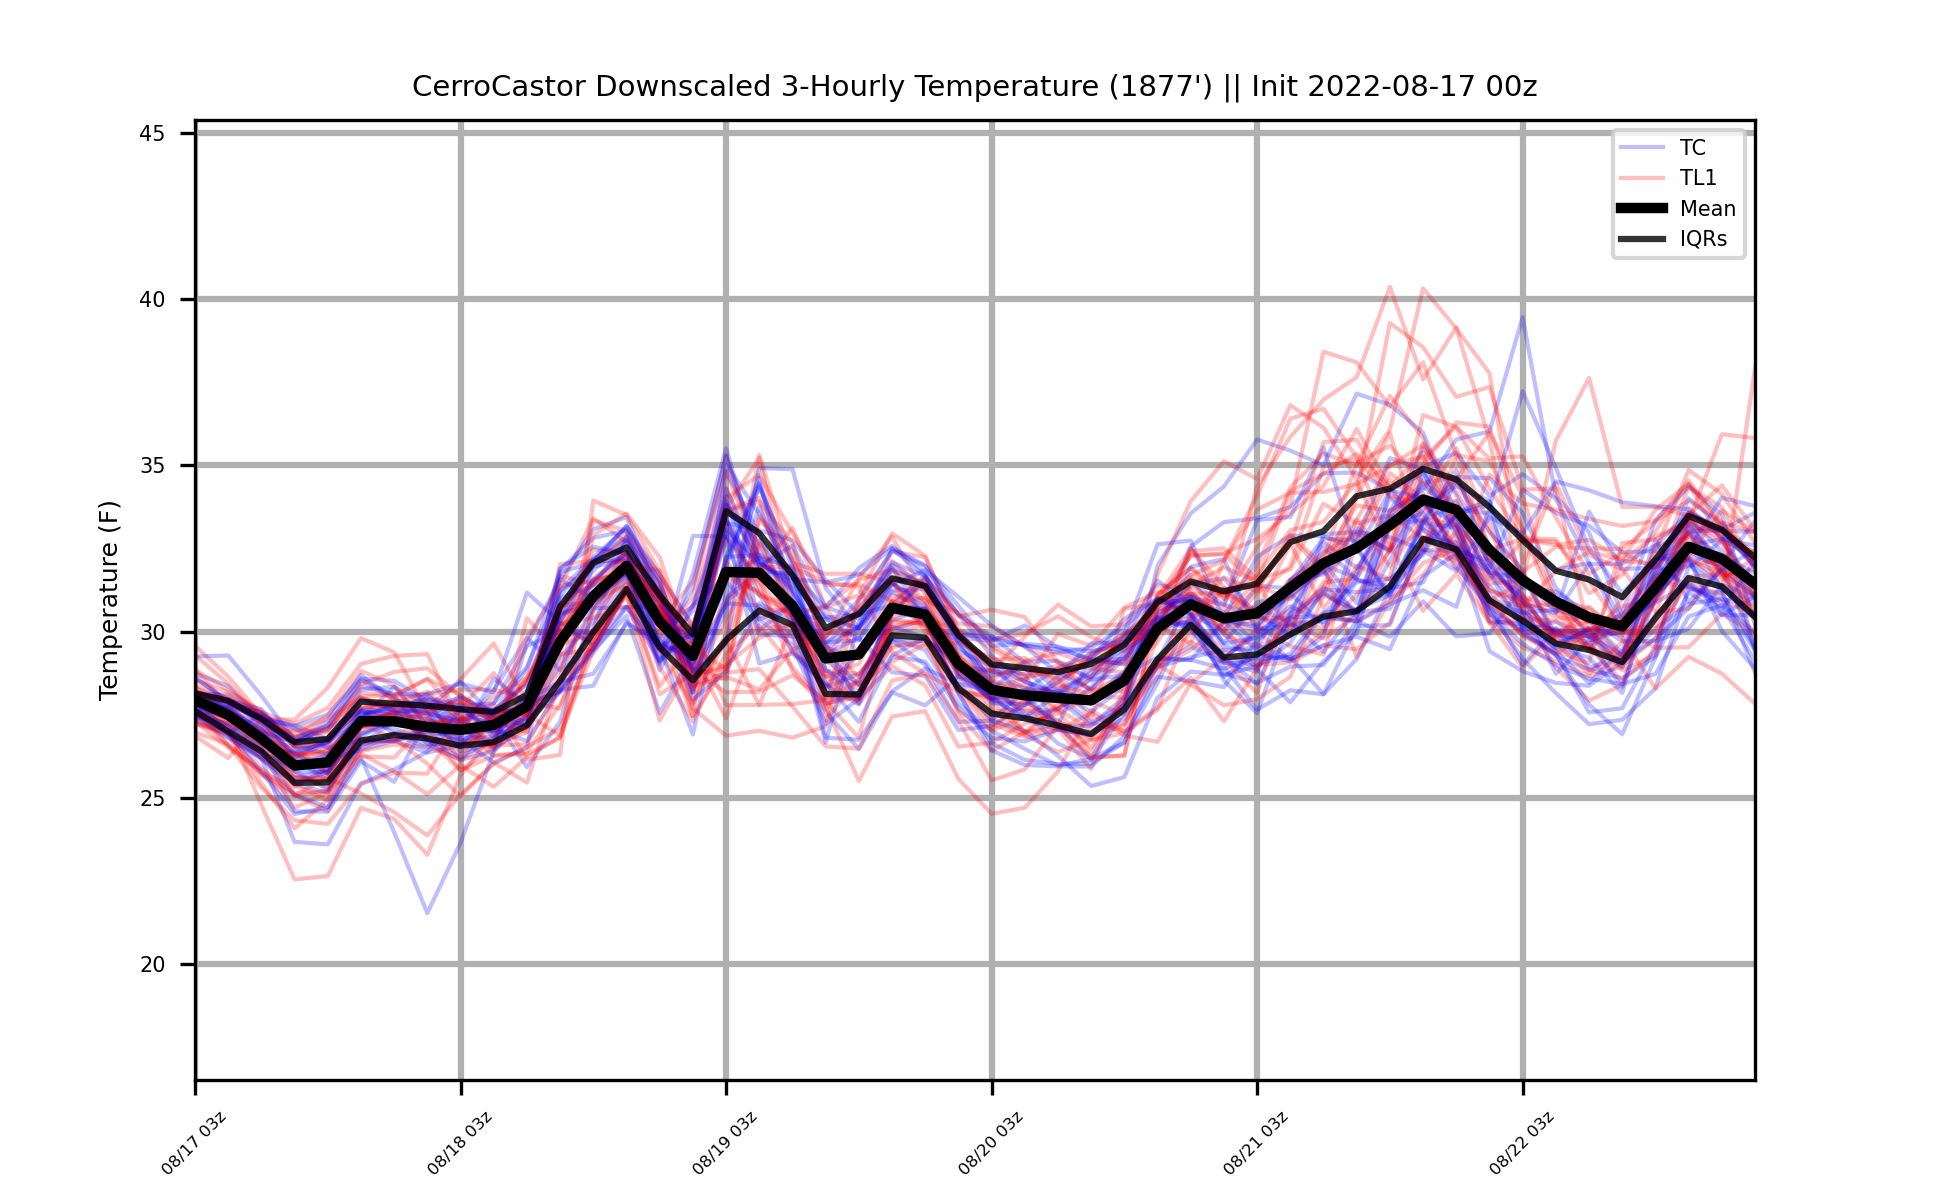 CerroCastor Downscaled 3-Hourly Temperature (1877') || Init 2022-08-17 00z
45
40
35
30
25
20
Temperature (F)
TC
TL1
Mean
IQRs
08/17 03z
08/18 03z
08/19 03z
08/20 03z
08/21 03z
08/22 03z